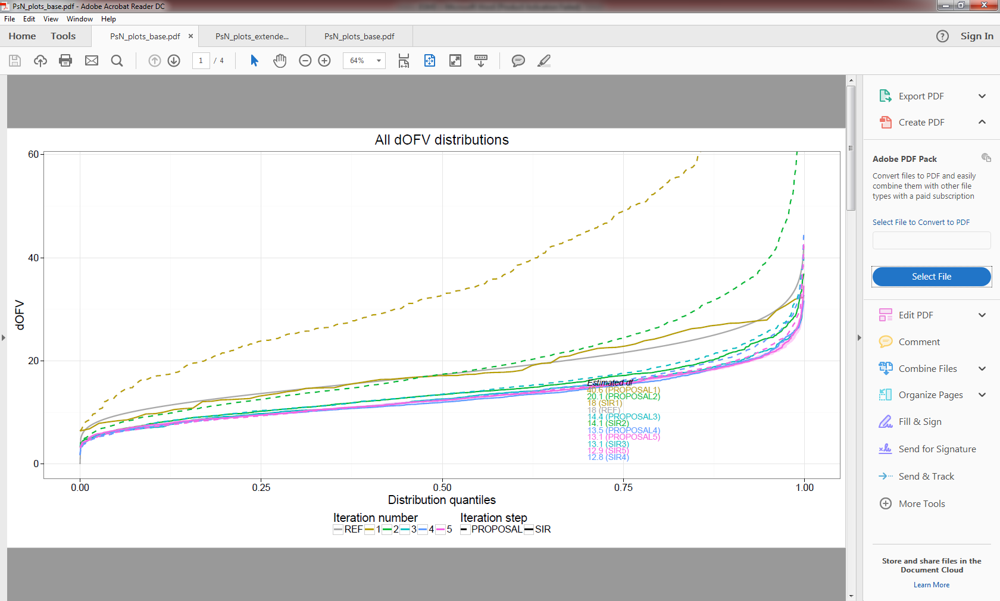 PsN_plots_base.pdf - Adobe Acrobat Reader DC
File Edit View Window Help
Home Tools PsN_plots_base.pdf × PsN_plots_extende... PsN_plots_base.pdf ? Sign In
1 / 4 64%
All dOFV distributions
60
40
20
0
dOFV
Estimated df
40.6 (PROPOSAL1)
20.1 (PROPOSAL2)
18 (SIR1)
18 (REF)
14.4 (PROPOSAL3)
14.1 (SIR2)
13.5 (PROPOSAL4)
13.1 (PROPOSAL5)
13.1 (SIR3)
12.9 (SIR5)
12.8 (SIR4)
0.00 0.25 0.50 0.75 1.00
Distribution quantiles
Iteration number Iteration step
REF 1 2 3 4 5 PROPOSAL SIR
Export PDF
Create PDF
Adobe PDF Pack
Convert files to PDF and easily
combine them with other file
types with a paid subscription
Select File to Convert to PDF
Select File
Edit PDF
Comment
Combine Files
Organize Pages
Fill & Sign
Send for Signature
Send & Track
More Tools
Store and share files in the
Document Cloud
Learn More